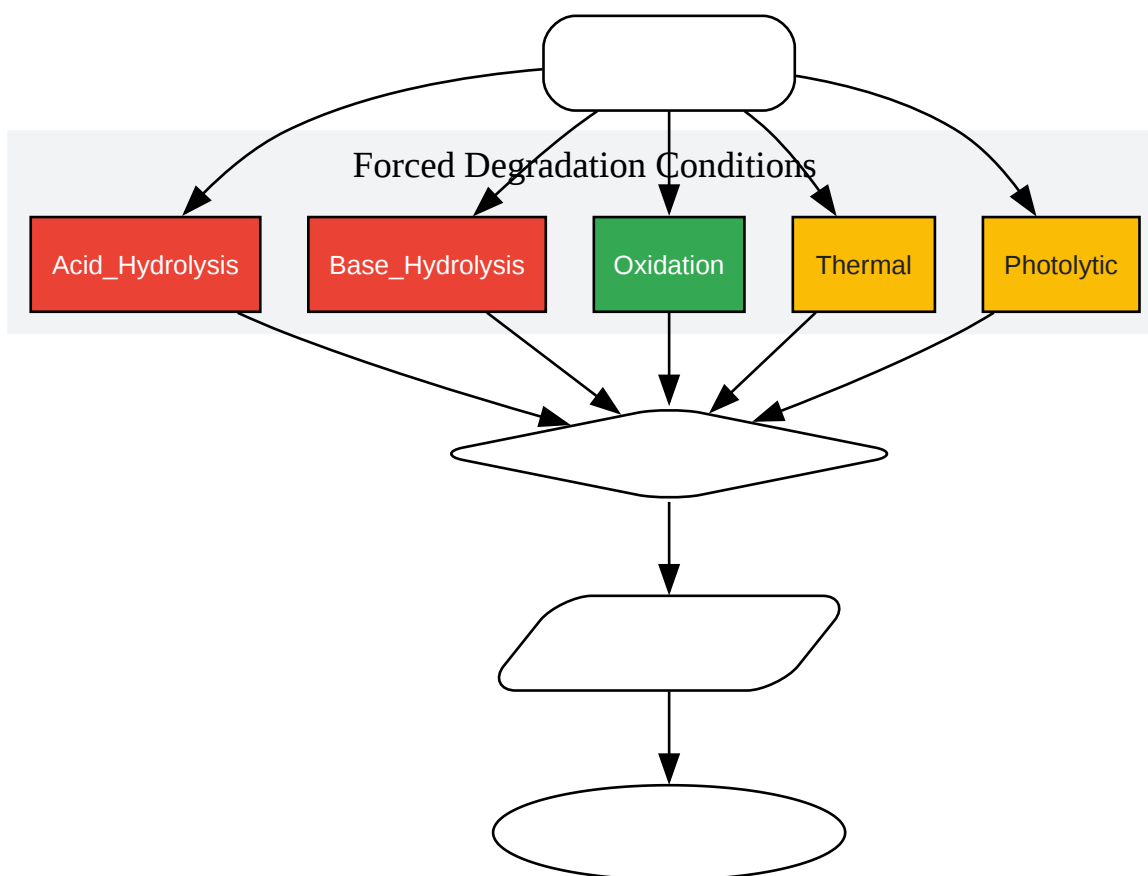 Forced Degradation Conditions
Acid_Hydrolysis
Base_Hydrolysis
Oxidation
Thermal
Photolytic